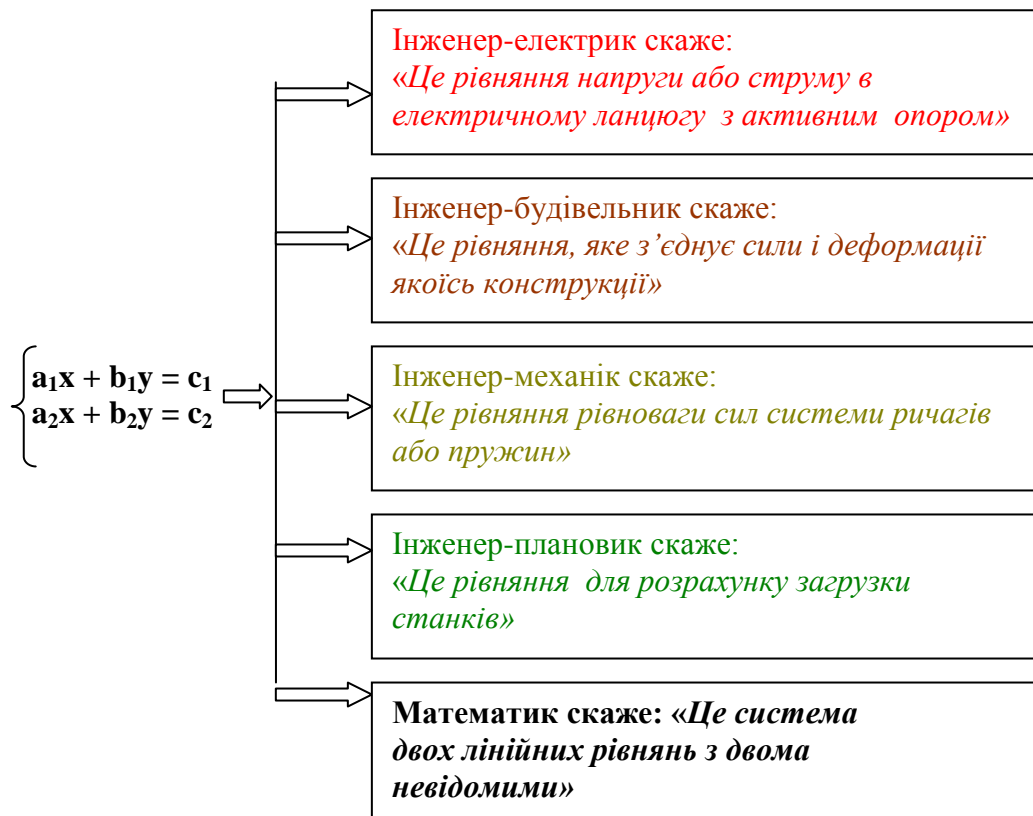 Інженер-електрик скаже:
«Це рівняння напруги або струму в
електричному ланцюгу з активним опором»
Інженер-будівельник скаже:
«Це рівняння, яке з’єднує сили і деформації
якоїсь конструкції»
a₁x + b₁y = c₁
a₂x + b₂y = c₂
Інженер-механік скаже:
«Це рівняння рівноваги сил системи ричагів
або пружин»
Інженер-плановик скаже:
«Це рівняння для розрахунку загрузки
станків»
Математик скаже: «Це система
двох лінійних рівнянь з двома
невідомими»